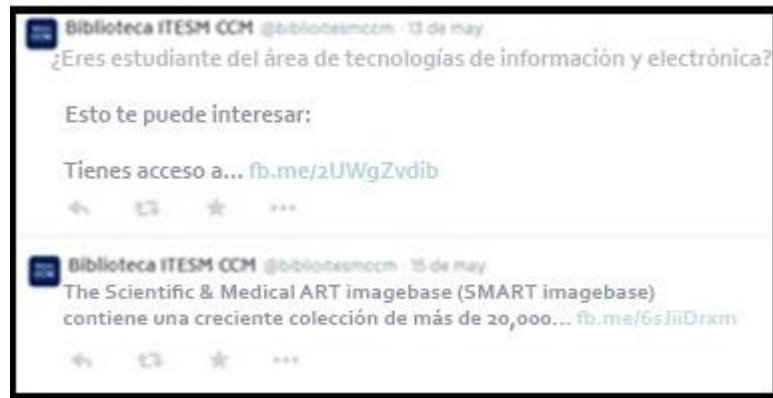 Biblioteca ITESM CCM @bibliotesmccm · 13 de may.
¿Eres estudiante del área de tecnologías de información y electrónica?
Esto te puede interesar:
Tienes acceso a... fb.me/2UWgZvdib
Biblioteca ITESM CCM @bibliotesmccm · 15 de may.
The Scientific & Medical ART imagebase (SMART imagebase)
contiene una creciente colección de más de 20,000... fb.me/6sJiiDrxm